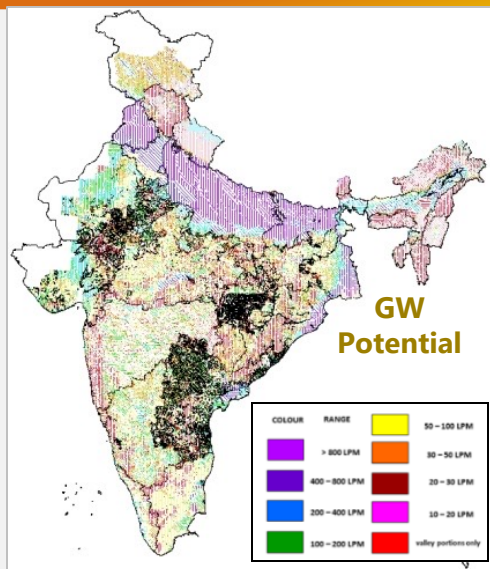 GW
Potential
COLOUR RANGE
> 800 LPM
400 – 800 LPM
200 – 400 LPM
100 – 200 LPM
50 – 100 LPM
30 – 50 LPM
20 – 30 LPM
10 – 20 LPM
valley portions only